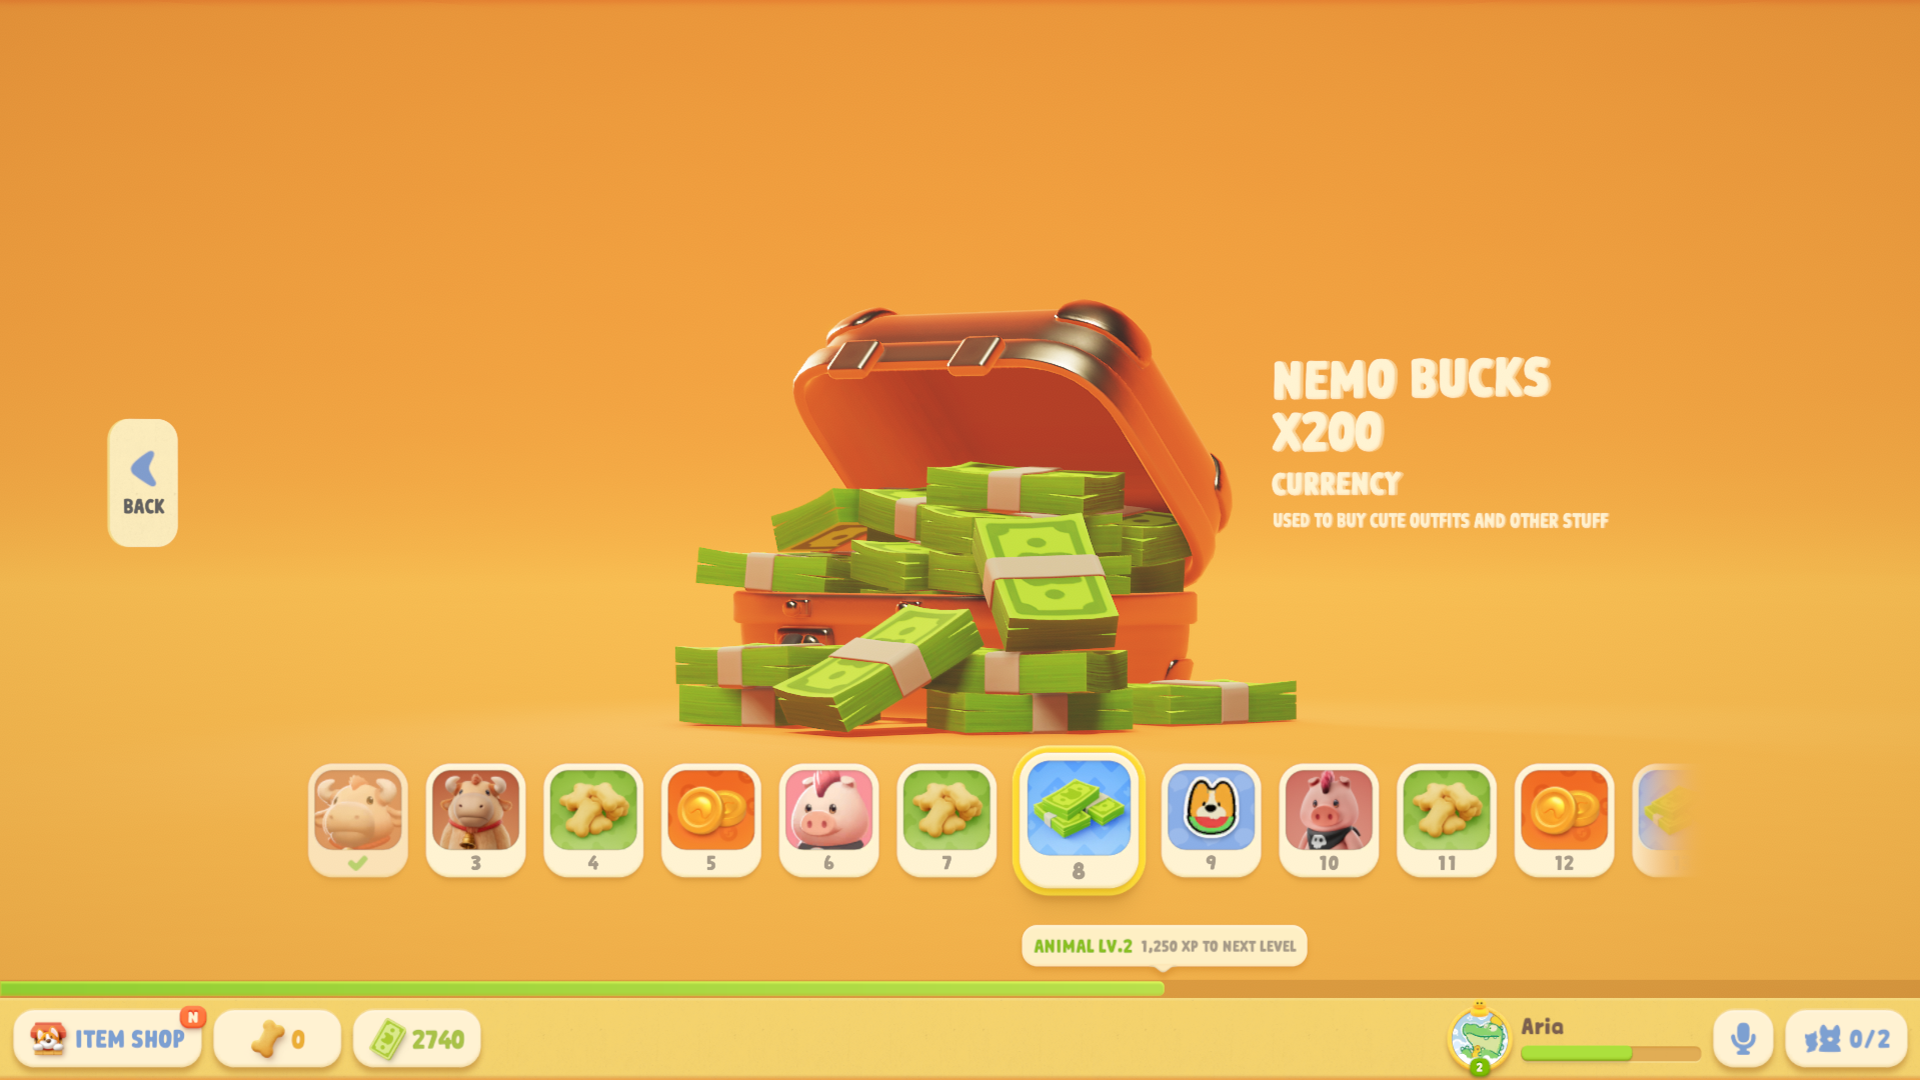 NEMO BUCKS
X200
CURRENCY
USED TO BUY CUTE OUTFITS AND OTHER STUFF
BACK
3
4
5
6
7
8
9
10
11
12
ANIMAL LV.2 1,250 XP TO NEXT LEVEL
ITEM SHOP
N
0
2740
Aria
2
0/2